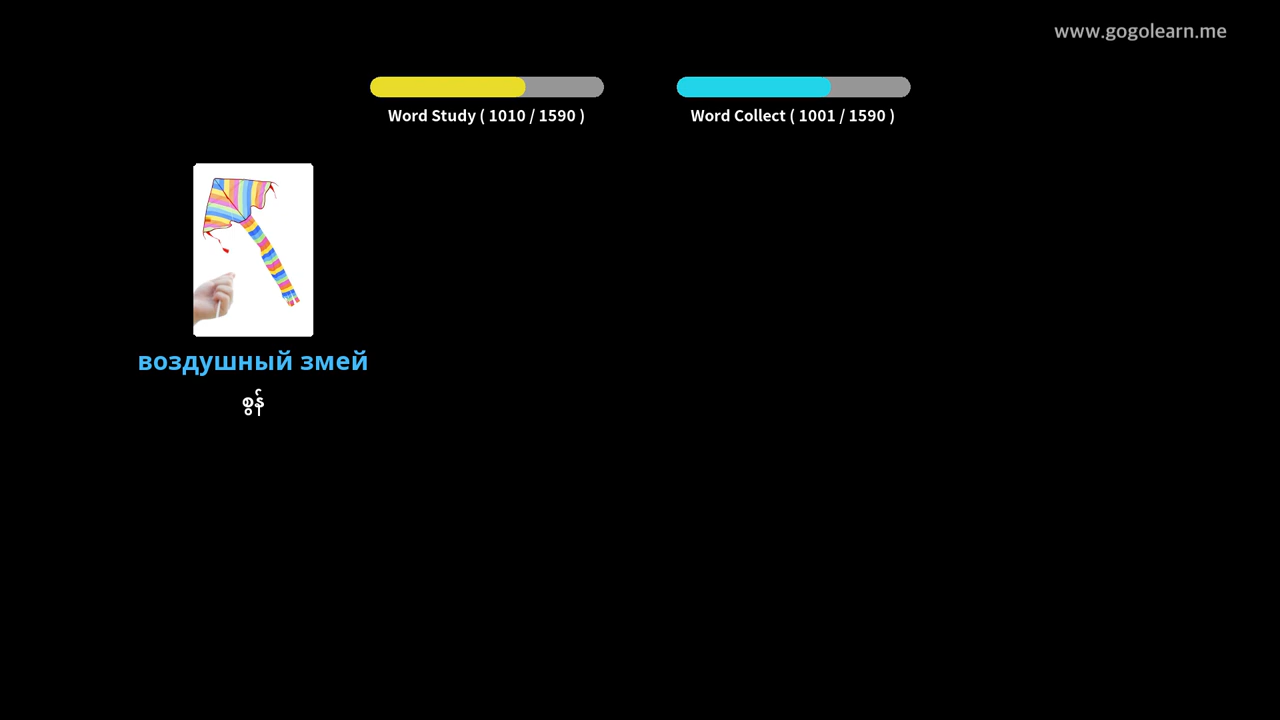 www.gogolearn.me
Word Study ( 1010 / 1590 )
Word Collect ( 1001 / 1590 )
воздушный змей
စွန်